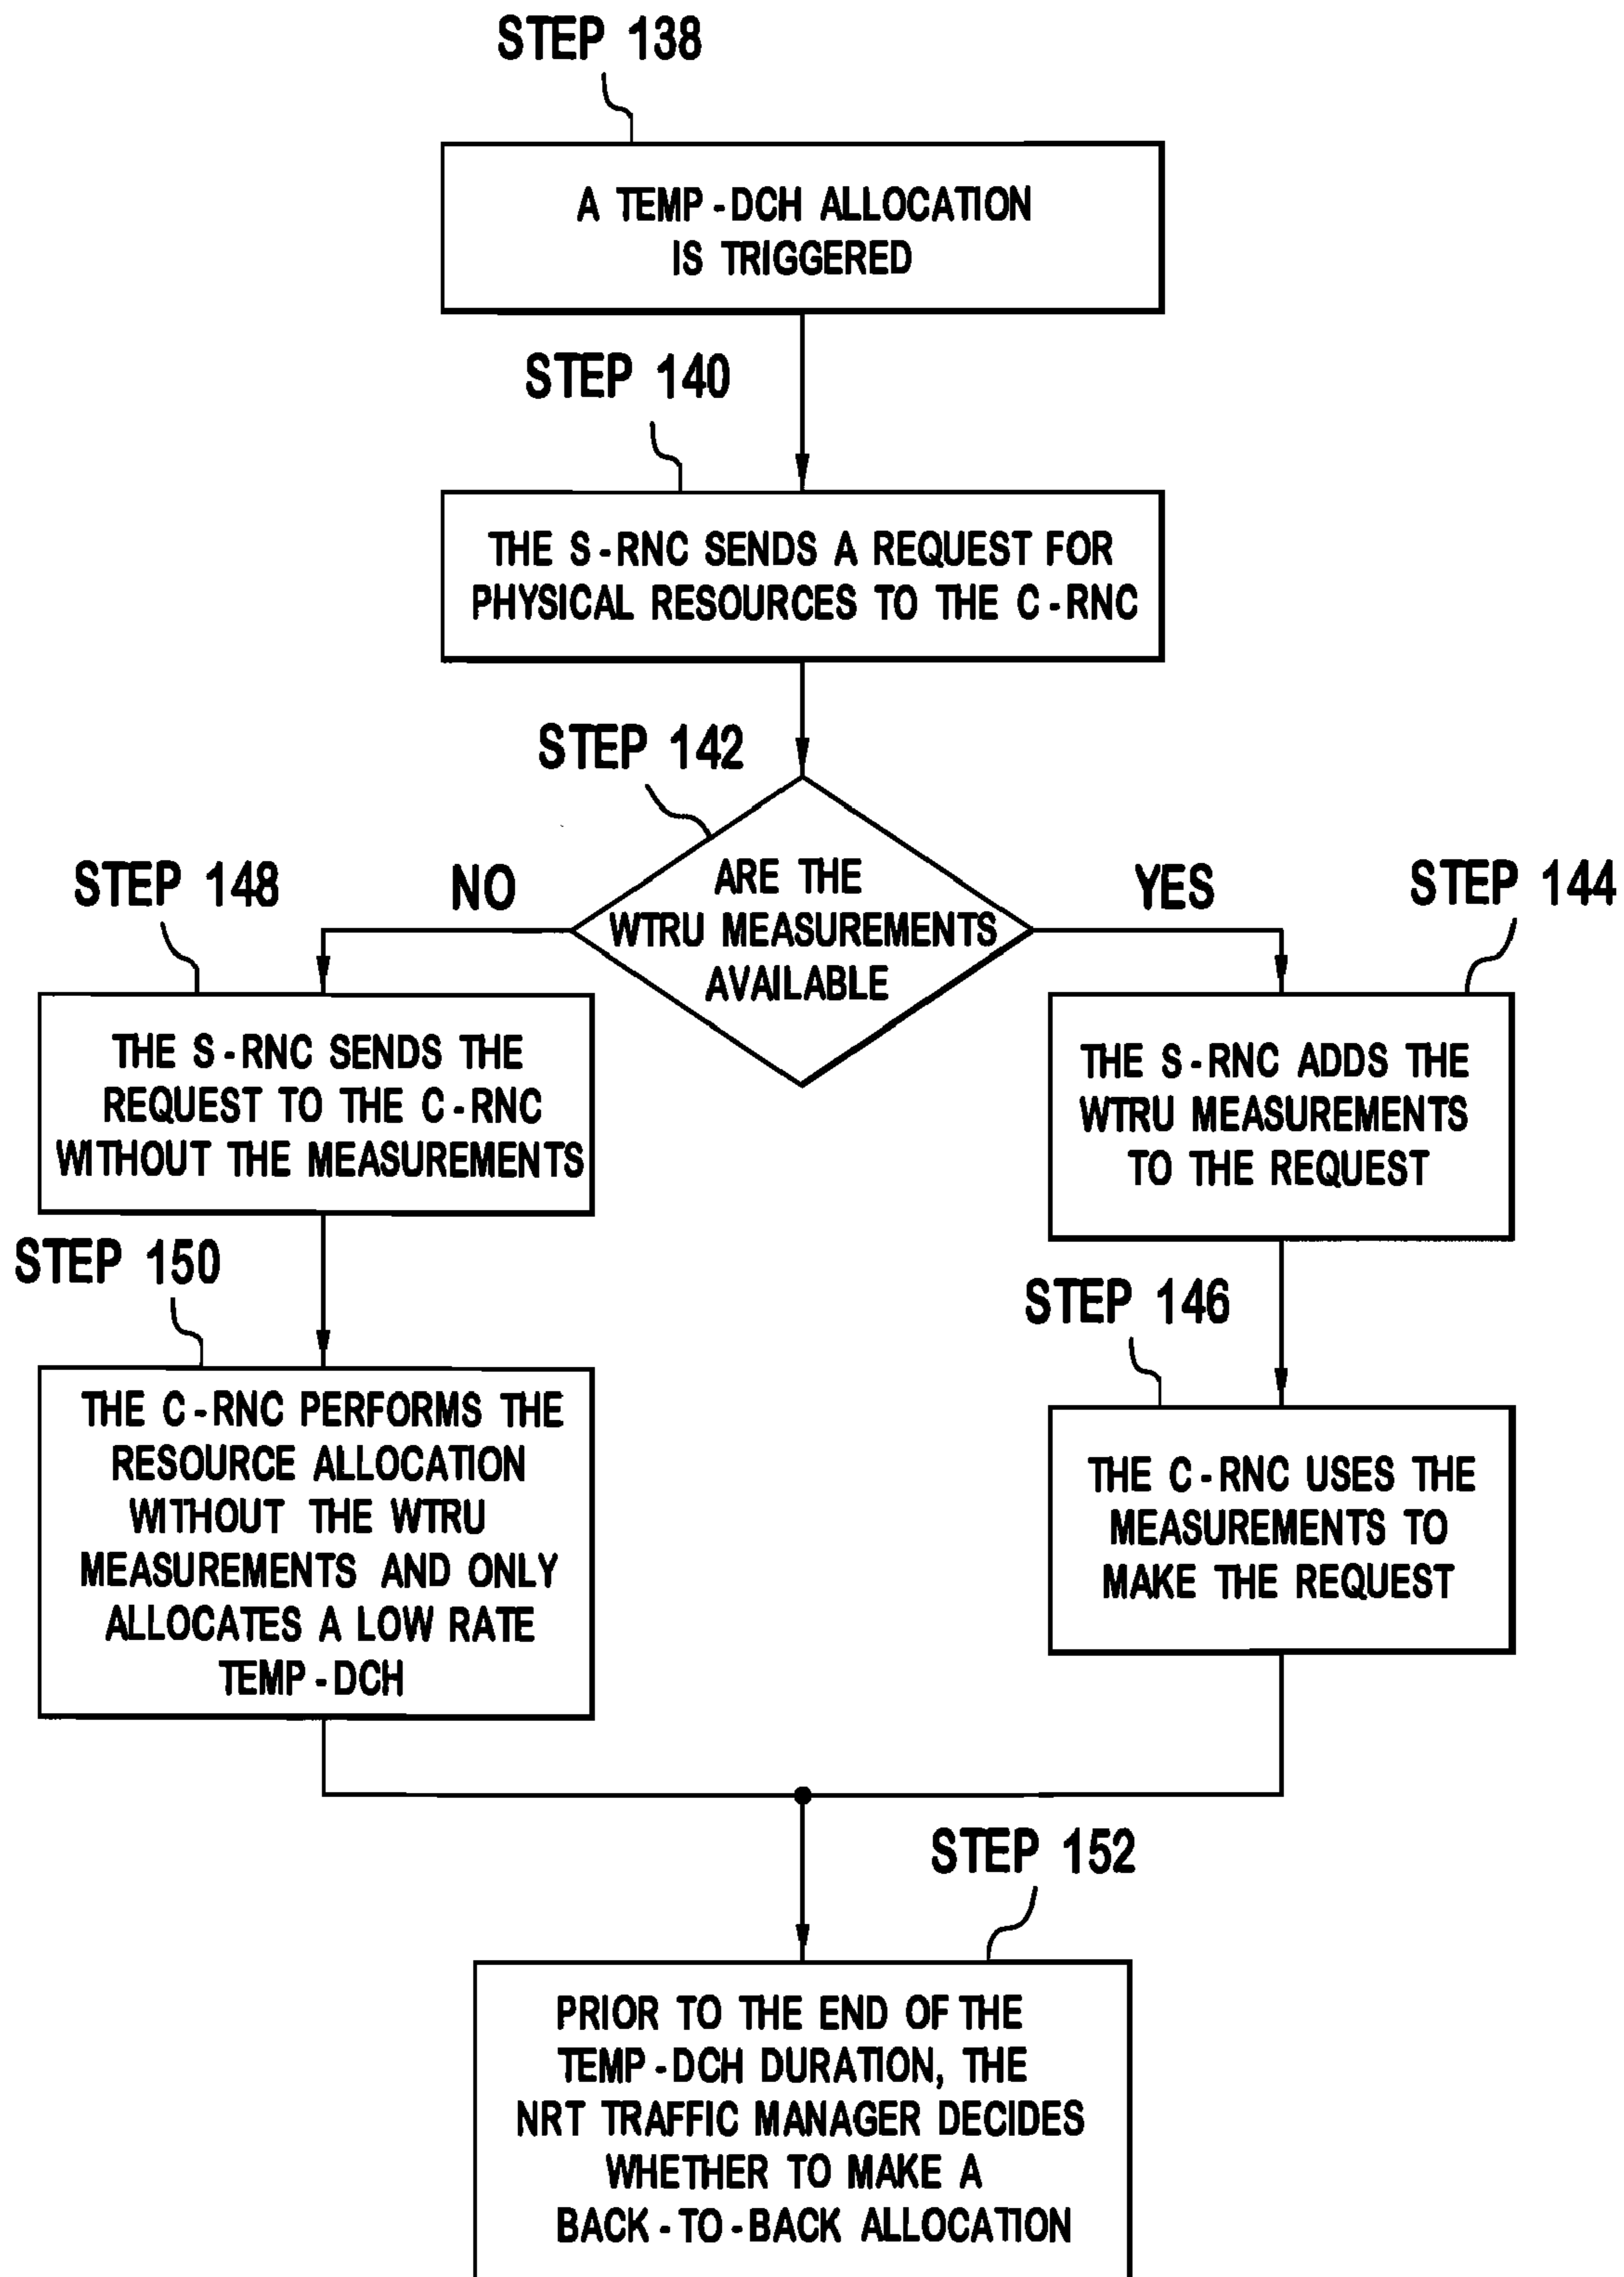 STEP 138
A TEMP-DCH ALLOCATION
IS TRIGGERED
STEP 140
THE S-RNC SENDS A REQUEST FOR
PHYSICAL RESOURCES TO THE C-RNC
STEP 142
ARE THE
WTRU MEASUREMENTS
AVAILABLE
NO
YES
STEP 148
THE S-RNC SENDS THE
REQUEST TO THE C-RNC
WITHOUT THE MEASUREMENTS
STEP 144
THE S-RNC ADDS THE
WTRU MEASUREMENTS
TO THE REQUEST
STEP 150
THE C-RNC PERFORMS THE
RESOURCE ALLOCATION
WITHOUT THE WTRU
MEASUREMENTS AND ONLY
ALLOCATES A LOW RATE
TEMP-DCH
STEP 146
THE C-RNC USES THE
MEASUREMENTS TO
MAKE THE REQUEST
STEP 152
PRIOR TO THE END OF THE
TEMP-DCH DURATION, THE
NRT TRAFFIC MANAGER DECIDES
WHETHER TO MAKE A
BACK-TO-BACK ALLOCATION